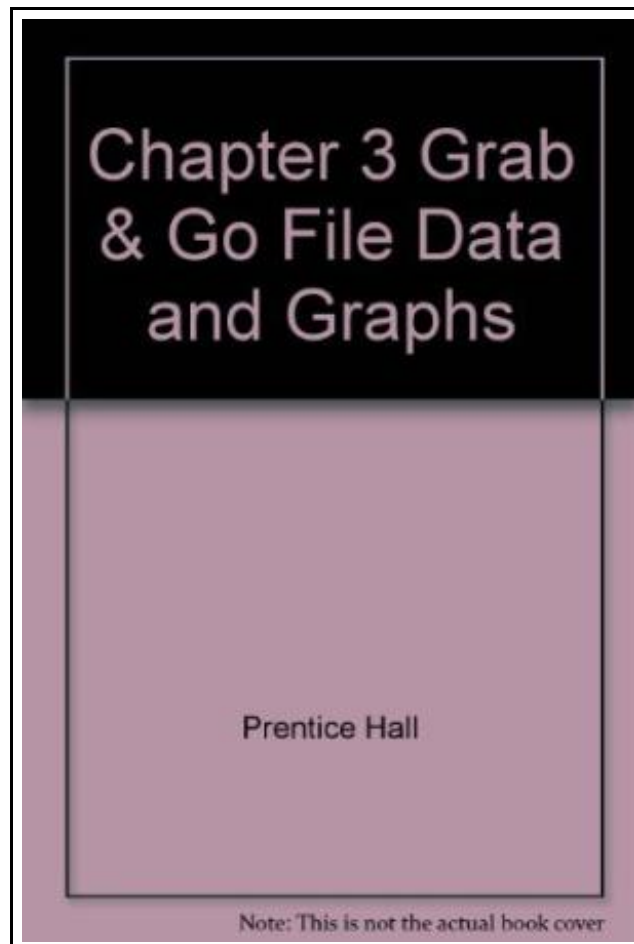 Chapter 3 Grab
& Go File Data
and Graphs
Prentice Hall
Note: This is not the actual book cover